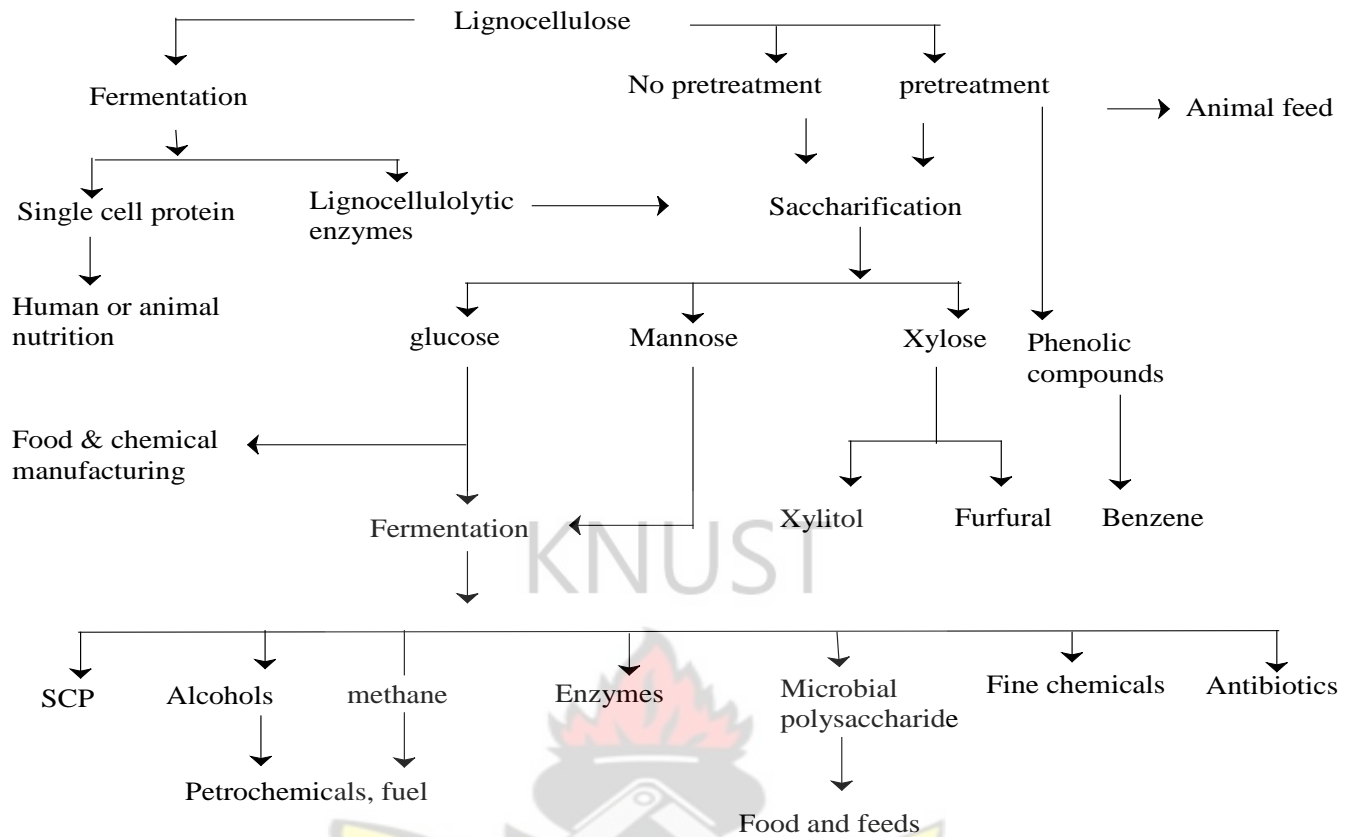 Lignocellulose
No pretreatment
pretreatment
Fermentation
Animal feed
Single cell protein
Lignocellulolytic
enzymes
Saccharification
Human or animal
nutrition
glucose
Mannose
Xylose
Phenolic
compounds
Food & chemical
manufacturing
Fermentation
Xylitol
Furfural
Benzene
KNUST
SCP
Alcohols
methane
Enzymes
Microbial
polysaccharide
Fine chemicals
Antibiotics
Petrochemicals, fuel
Food and feeds